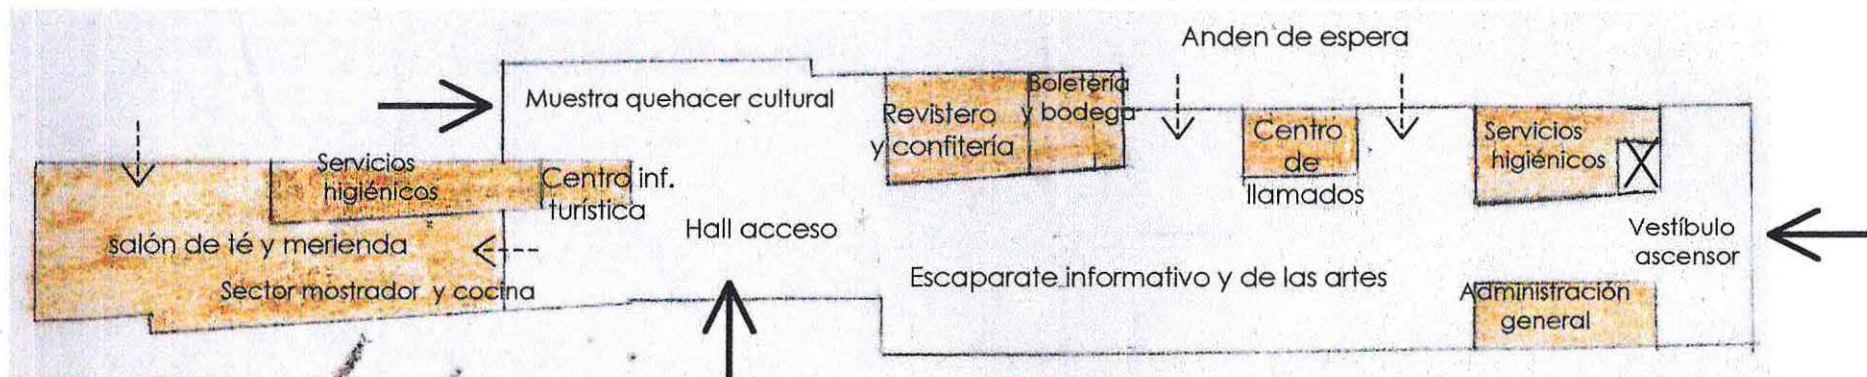 Anden de espera
Muestra quehacer cultural
Revistero
y confitería
Boletería
y bodega
Centro
de
llamados
Servicios
higiénicos
Servicios
higiénicos
Centro inf.
turística
Hall acceso
salón de té y merienda
Sector mostrador y cocina
Escaparate informativo y de las artes
Vestíbulo
ascensor
Administración
general